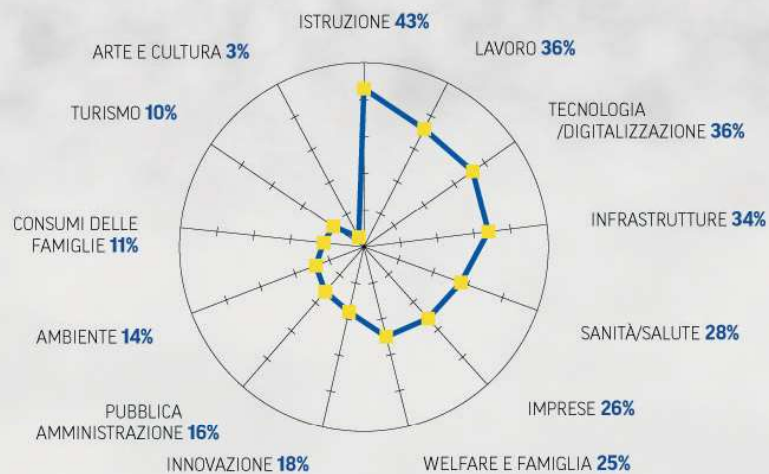 ISTRUZIONE 43%
LAVORO 36%
TECNOLOGIA
/DIGITALIZZAZIONE 36%
INFRASTRUTTURE 34%
SANITÀ/SALUTE 28%
IMPRESE 26%
WELFARE E FAMIGLIA 25%
INNOVAZIONE 18%
PUBBLICA
AMMINISTRAZIONE 16%
AMBIENTE 14%
CONSUMI DELLE
FAMIGLIE 11%
TURISMO 10%
ARTE E CULTURA 3%